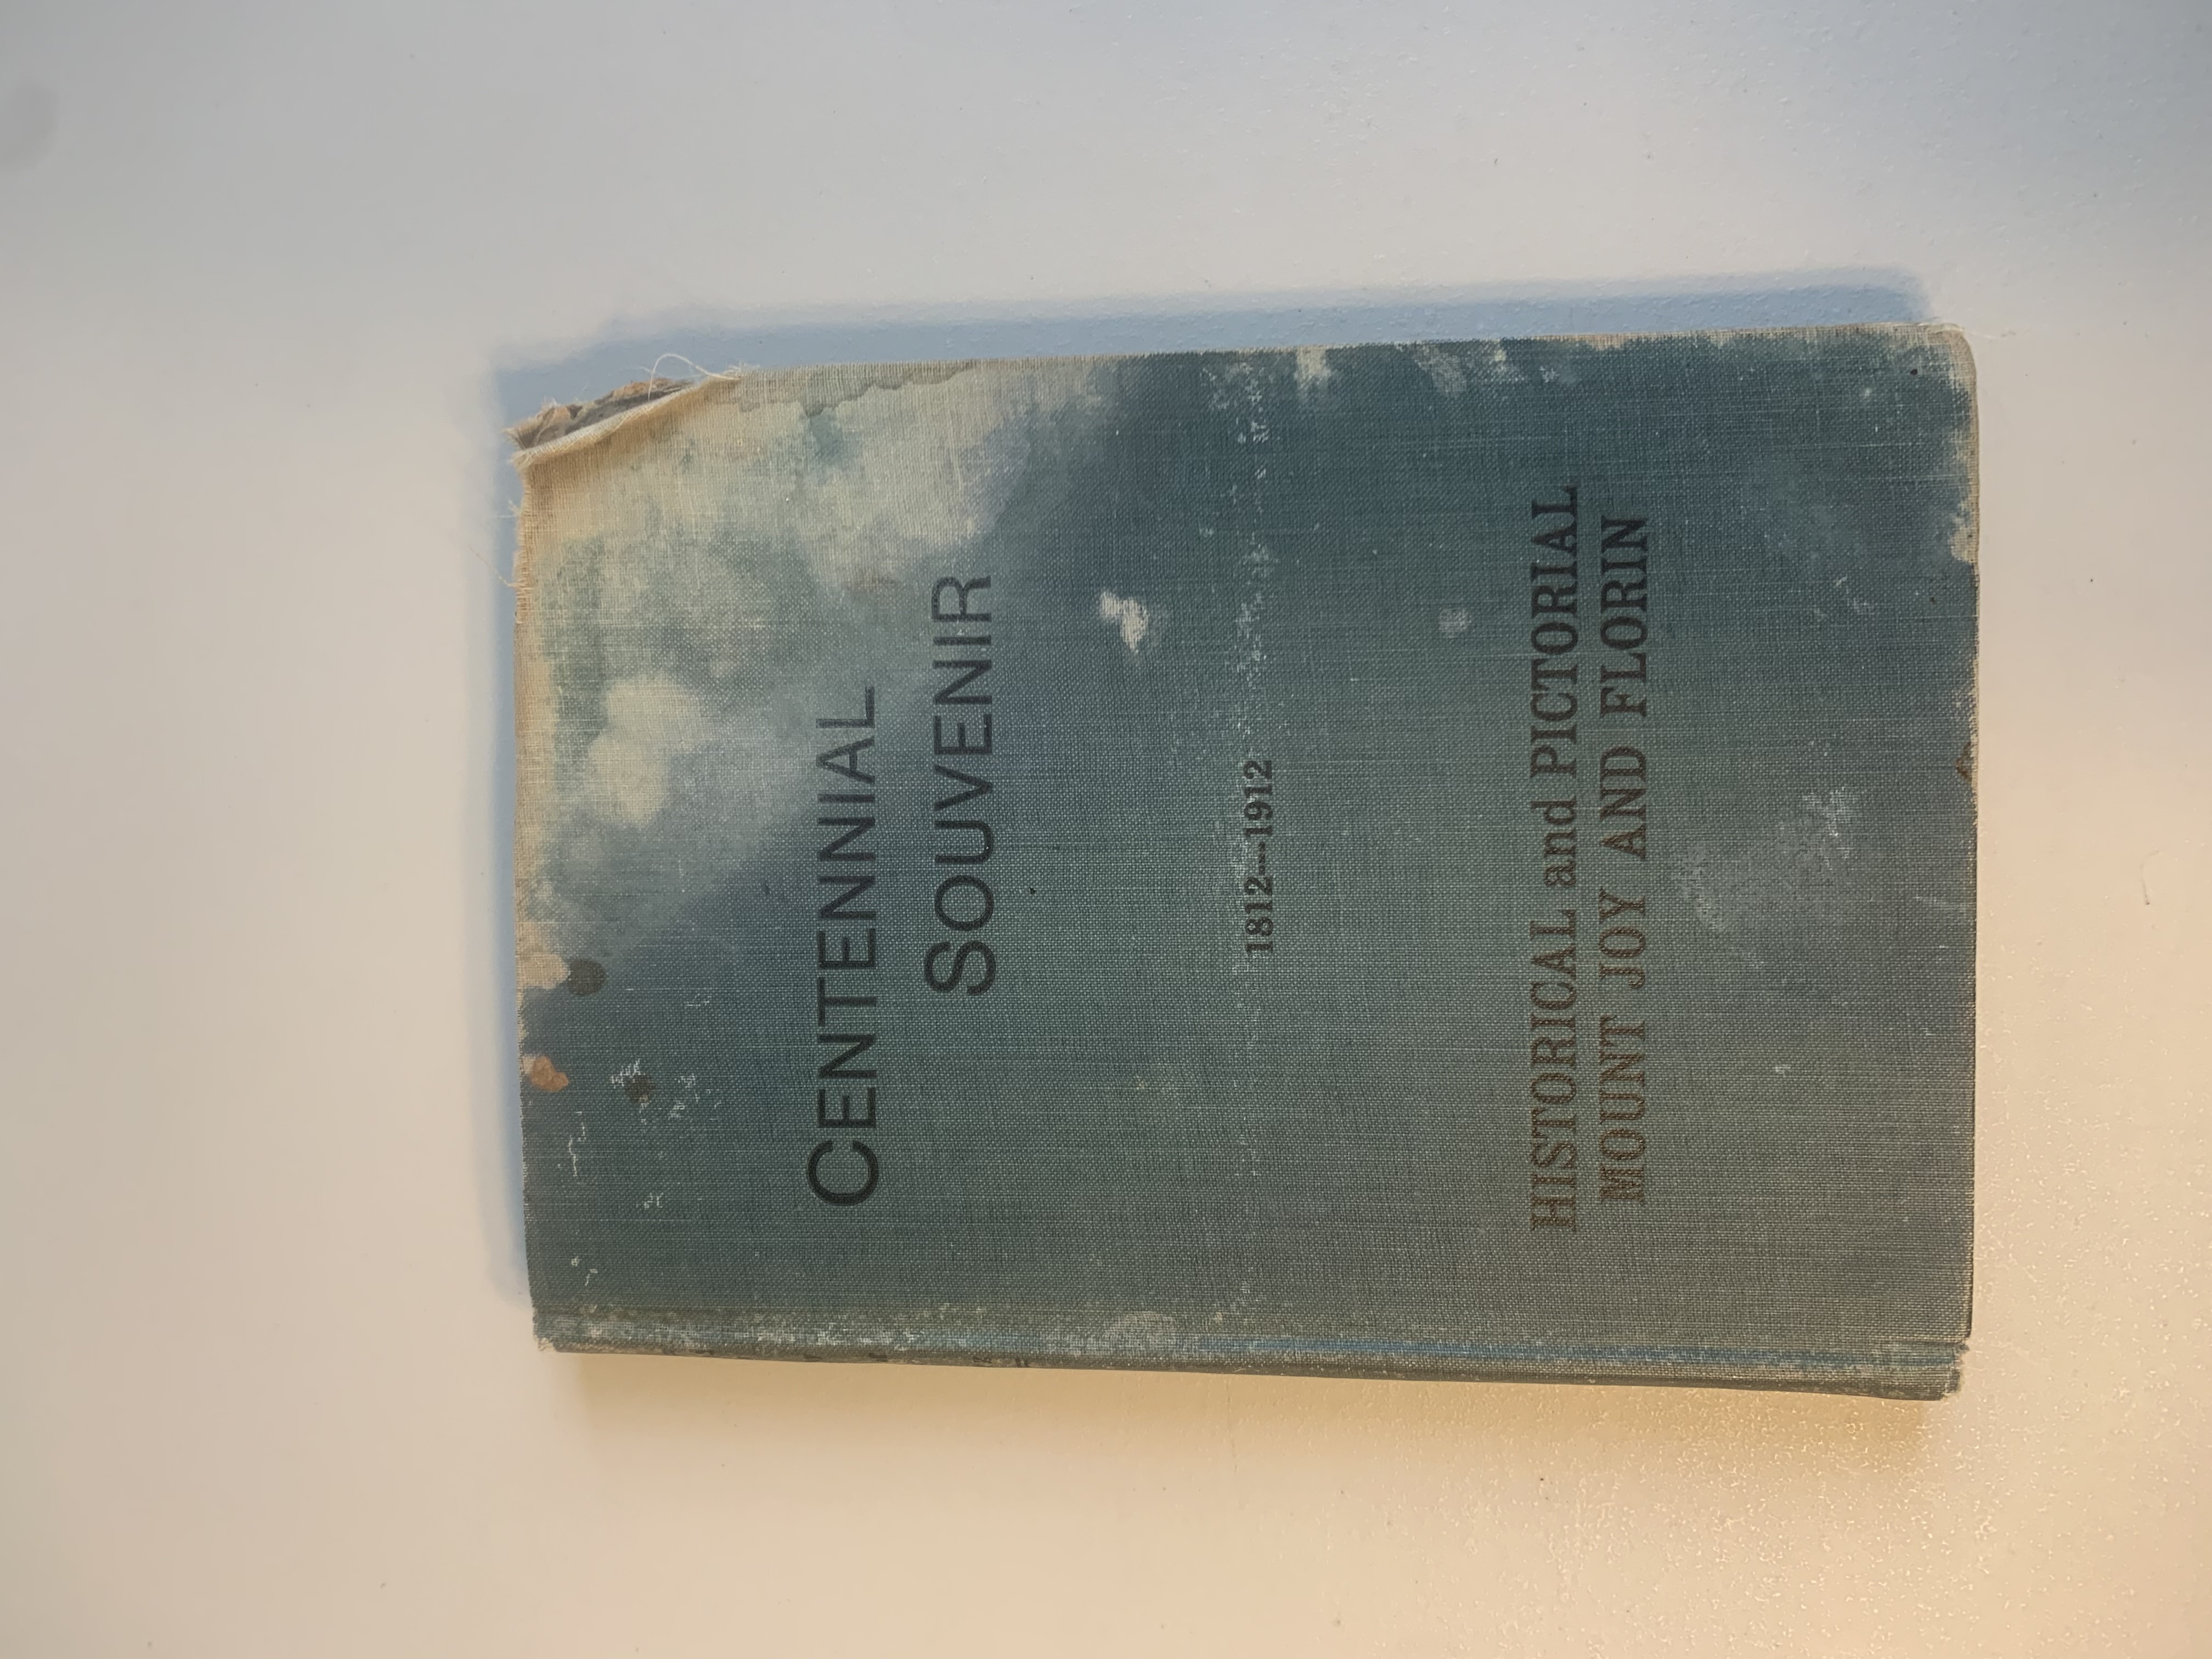 CENTENNIAL
SOUVENIR
1812---1912
HISTORICAL and PICTORIAL
MOUNT JOY AND FLORIN